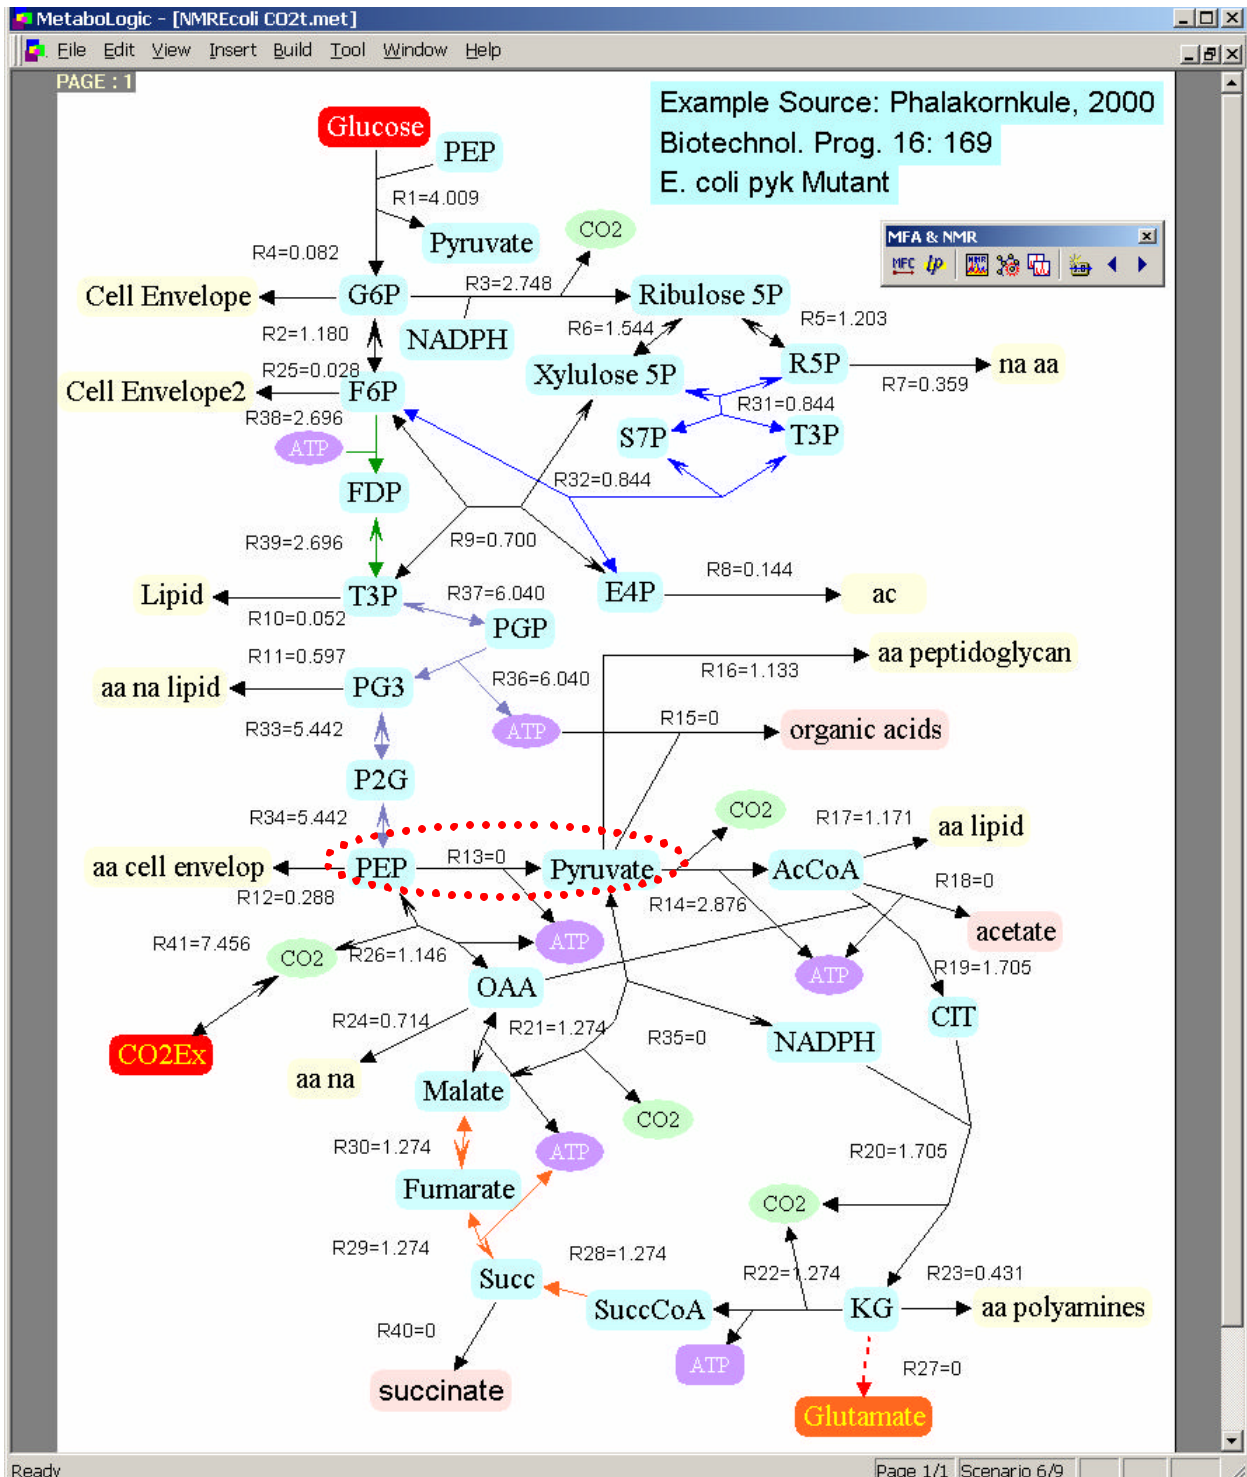 MetaboLogic - [NMREcoli CO2t.met]
File Edit View Insert Build Tool Window Help
PAGE : 1
Example Source: Phalakornkule, 2000
Biotechnol. Prog. 16: 169
E. coli pyk Mutant
Glucose
PEP
R1=4.009
Pyruvate
CO2
MFA & NMR
MFC lp NMR
R4=0.082
Cell Envelope
G6P
R3=2.748
Ribulose 5P
NADPH
R2=1.180
R6=1.544
R5=1.203
Xylulose 5P
R5P
na aa
R7=0.359
R25=0.028
Cell Envelope2
F6P
R31=0.844
R38=2.696
ATP
S7P
T3P
FDP
R32=0.844
R39=2.696
R9=0.700
R8=0.144
Lipid
T3P
R37=6.040
E4P
ac
R10=0.052
PGP
R11=0.597
R16=1.133
aa peptidoglycan
aa na lipid
PG3
R36=6.040
R33=5.442
ATP
R15=0
organic acids
P2G
R34=5.442
CO2
R17=1.171
aa lipid
aa cell envelop
PEP
R13=0
Pyruvate
AcCoA
R18=0
R12=0.288
R14=2.876
acetate
R41=7.456
CO2
R26=1.146
ATP
ATP
R19=1.705
OAA
CIT
R24=0.714
R21=1.274
R35=0
NADPH
CO2Ex
aa na
Malate
CO2
R30=1.274
ATP
R20=1.705
Fumarate
CO2
R29=1.274
R28=1.274
R22=1.274
R23=0.431
Succ
SuccCoA
KG
aa polyamines
R40=0
ATP
R27=0
succinate
Glutamate
Ready
Page 1/1 Scenario 6/9